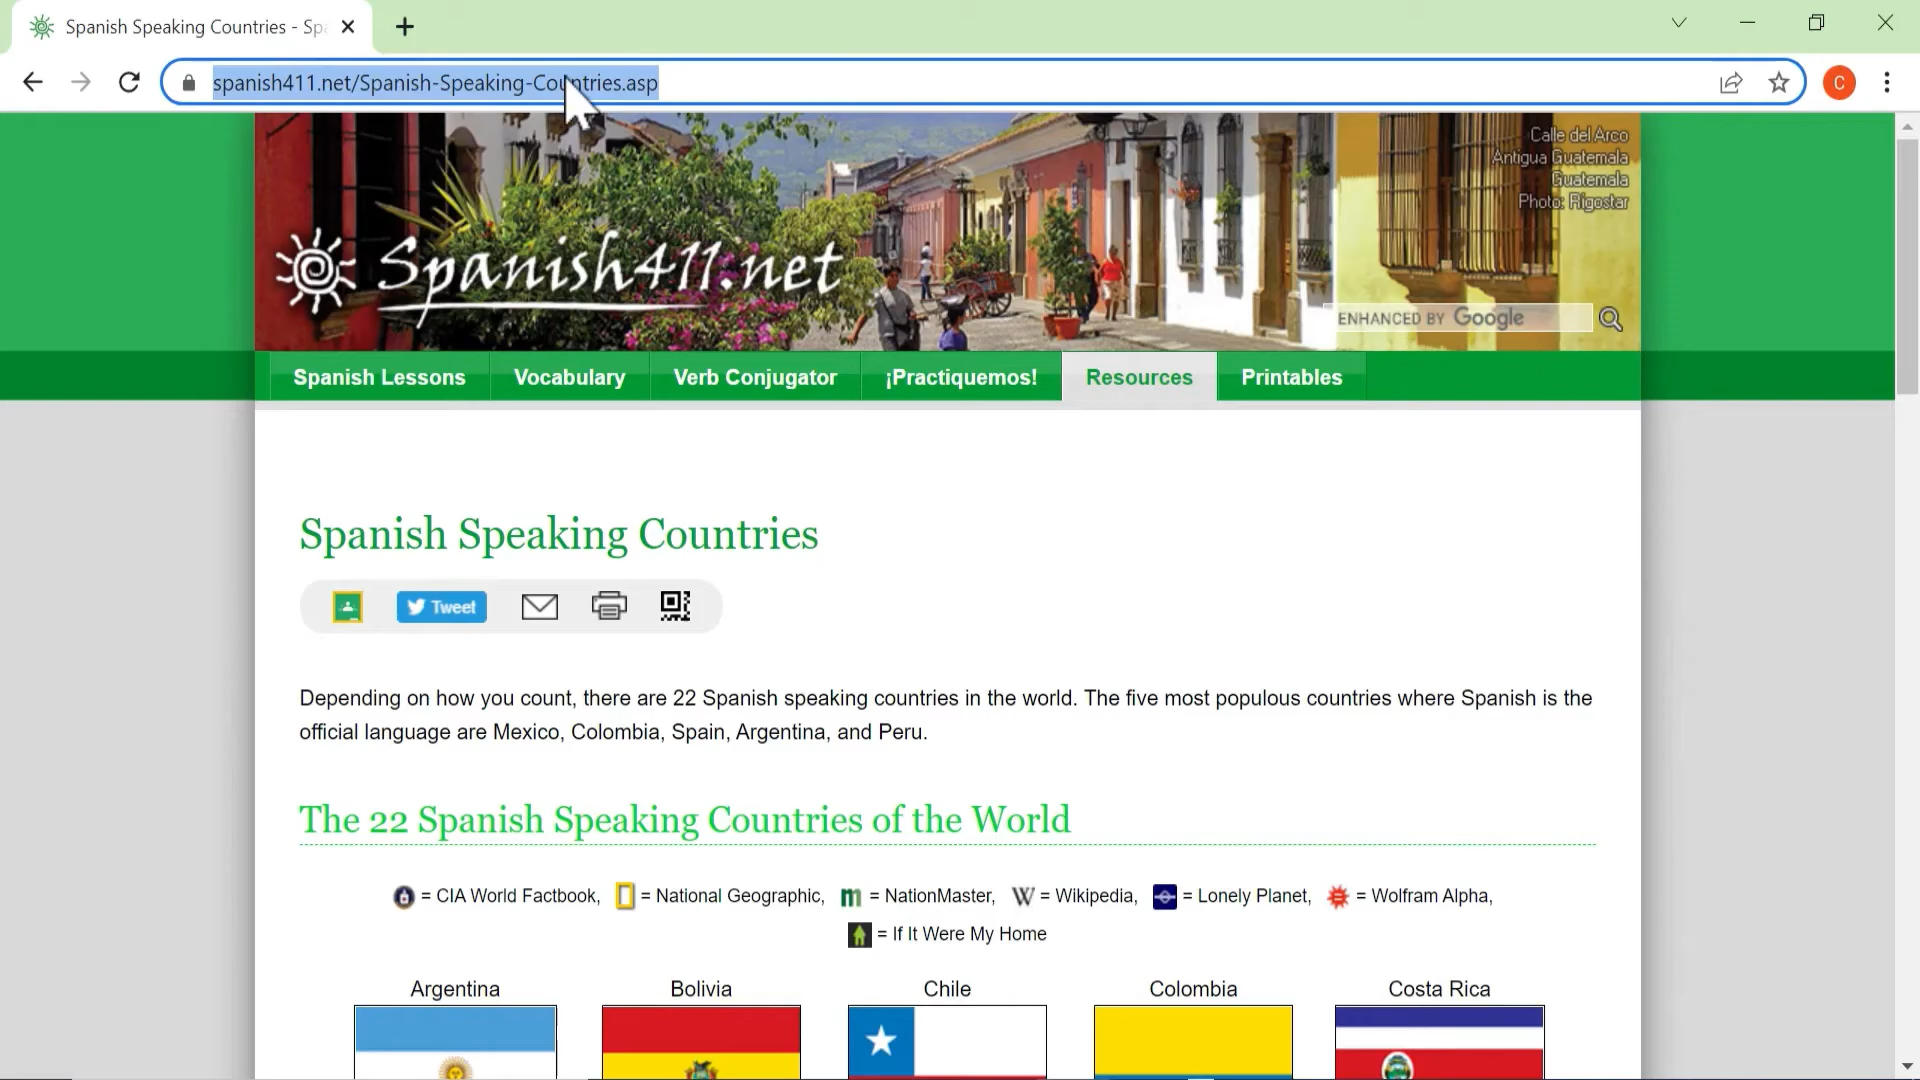 Spanish Speaking Countries - Spa
spanish411.net/Spanish-Speaking-Countries.asp
C
Calle del Arco
Antigua Guatemala
Guatemala
Photo: Rigostar
Spanish411.net
ENHANCED BY Google
Spanish Lessons Vocabulary Verb Conjugator ¡Practiquemos! Resources Printables
Spanish Speaking Countries
Tweet
Depending on how you count, there are 22 Spanish speaking countries in the world. The five most populous countries where Spanish is the
official language are Mexico, Colombia, Spain, Argentina, and Peru.
The 22 Spanish Speaking Countries of the World
= CIA World Factbook, = National Geographic, m = NationMaster, W = Wikipedia, = Lonely Planet, = Wolfram Alpha,
= If It Were My Home
Argentina Bolivia Chile Colombia Costa Rica